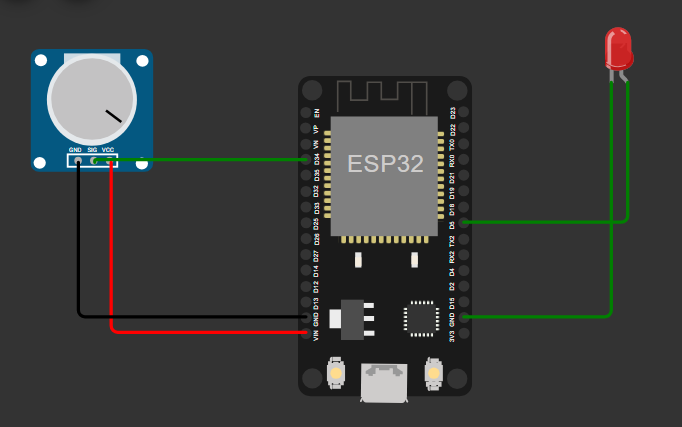 GND SIG VCC
ESP32
EN
VP
VN
D34
D35
D32
D33
D25
D26
D27
D14
D12
D13
GND
VIN
D23
D22
TX0
RX0
D21
D19
D18
D5
TX2
RX2
D4
D2
D15
GND
3V3